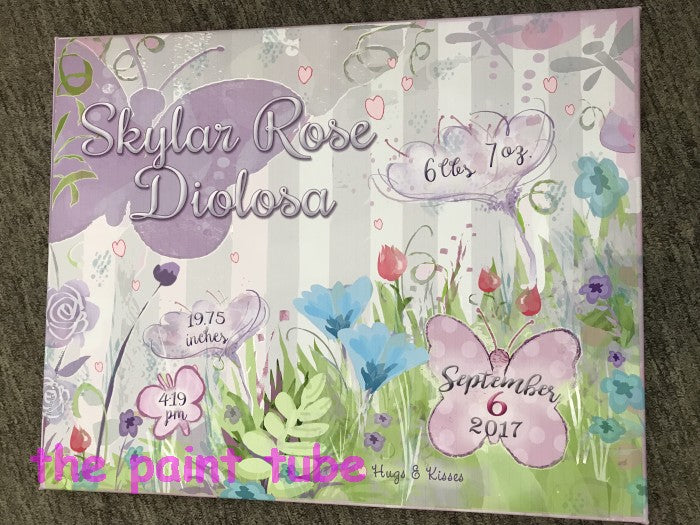 Skylar Rose
Diolosa
6 lbs 7 oz.
19.75
inches
4:19
pm
September
6
2017
the paint tube
Hugs & Kisses